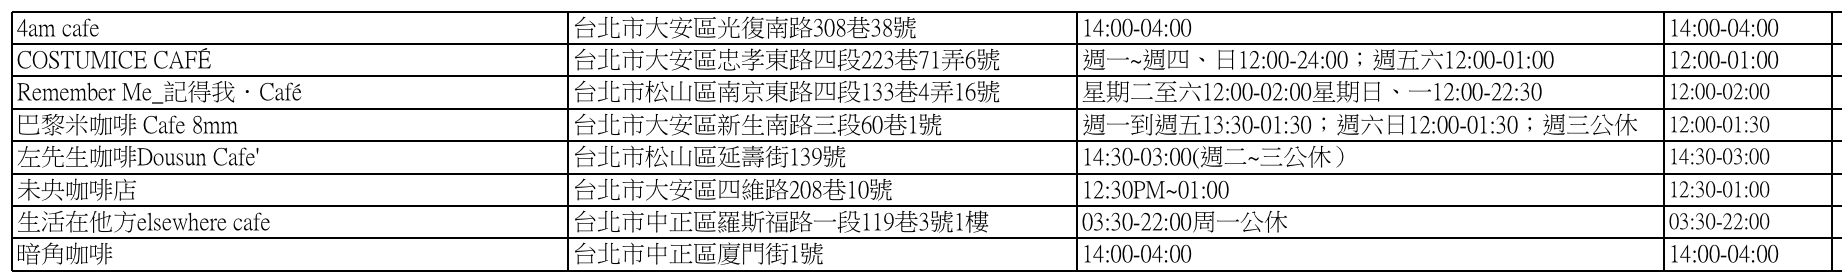 4am cafe 台北市大安區光復南路308巷38號 14:00-04:00 14:00-04:00
COSTUMICE CAFÉ 台北市大安區忠孝東路四段223巷71弄6號 週一~週四、日12:00-24:00；週五六12:00-01:00 12:00-01:00
Remember Me_記得我．Café 台北市松山區南京東路四段133巷4弄16號 星期二至六12:00-02:00星期日、一12:00-22:30 12:00-02:00
巴黎米咖啡 Cafe 8mm 台北市大安區新生南路三段60巷1號 週一到週五13:30-01:30；週六日12:00-01:30；週三公休 12:00-01:30
左先生咖啡Dousun Cafe' 台北市松山區延壽街139號 14:30-03:00(週二~三公休） 14:30-03:00
未央咖啡店 台北市大安區四維路208巷10號 12:30PM~01:00 12:30-01:00
生活在他方elsewhere cafe 台北市中正區羅斯福路一段119巷3號1樓 03:30-22:00周一公休 03:30-22:00
暗角咖啡 台北市中正區廈門街1號 14:00-04:00 14:00-04:00